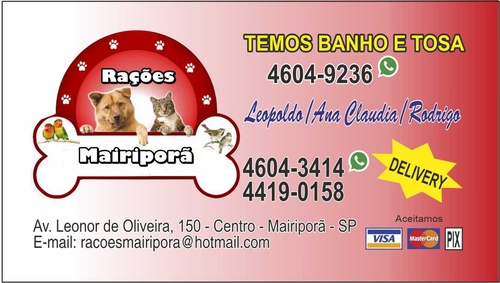 Rações
Mairiporã
TEMOS BANHO E TOSA
4604-9236
Leopoldo/Ana Claudia/Rodrigo
4604-3414
4419-0158
DELIVERY
Av. Leonor de Oliveira, 150 - Centro - Mairiporã - SP
E-mail: racoesmairipora@hotmail.com
Aceitamos
VISA MasterCard PIX